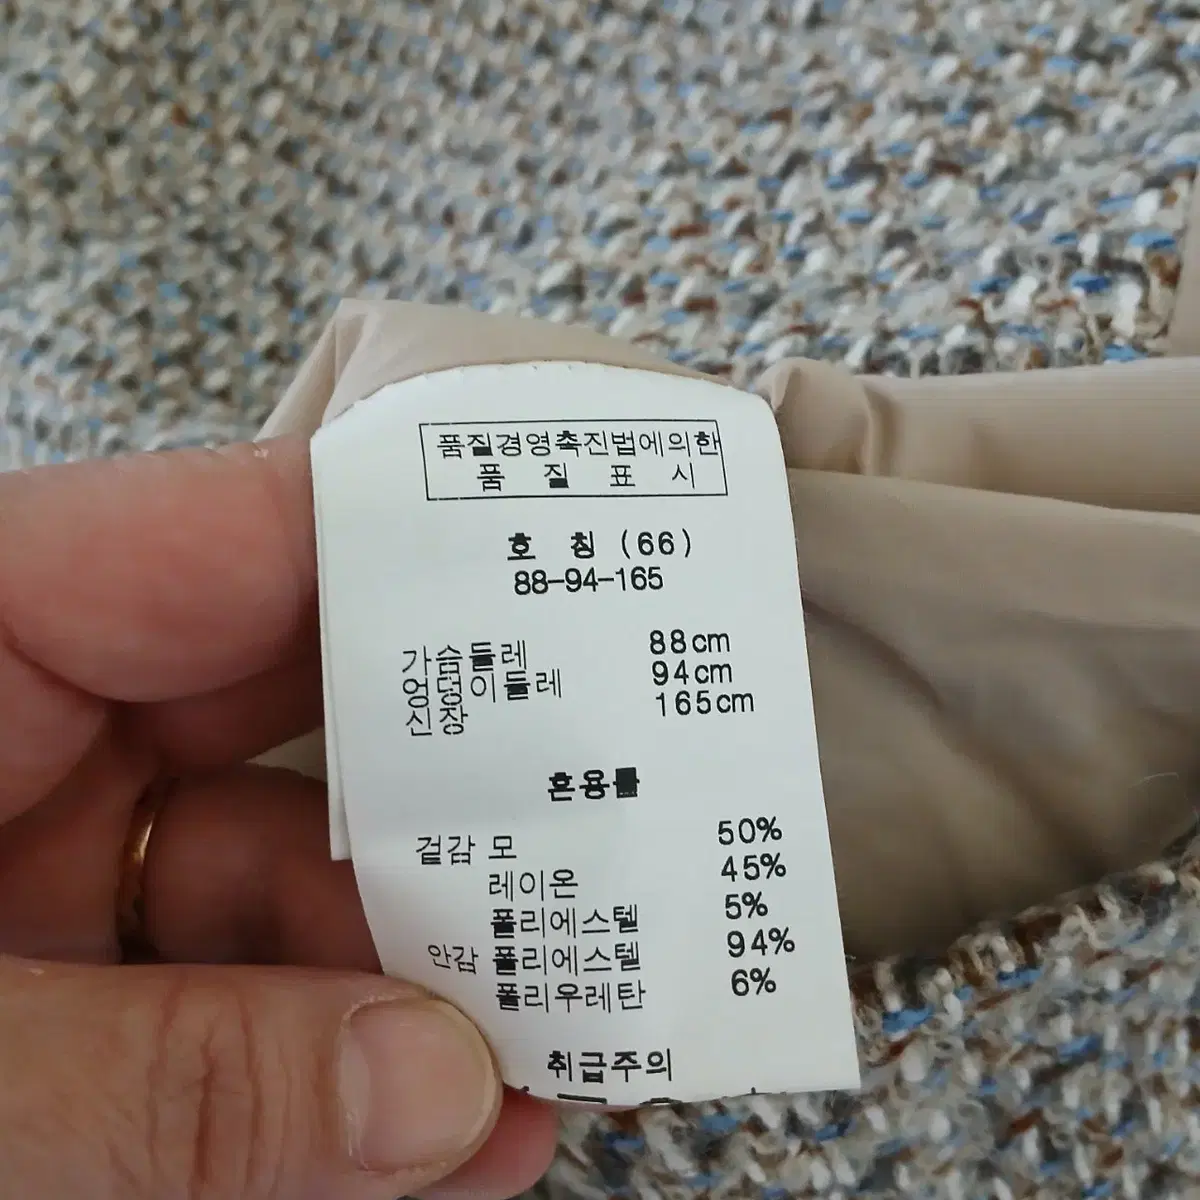 품질경영촉진법에의한
품 질 표 시
호 칭 (66)
88-94-165
가슴둘레 88cm
엉덩이둘레 94cm
신장 165cm
혼용률
겉감 모 50%
레이온 45%
폴리에스텔 5%
안감 폴리에스텔 94%
폴리우레탄 6%
취급주의